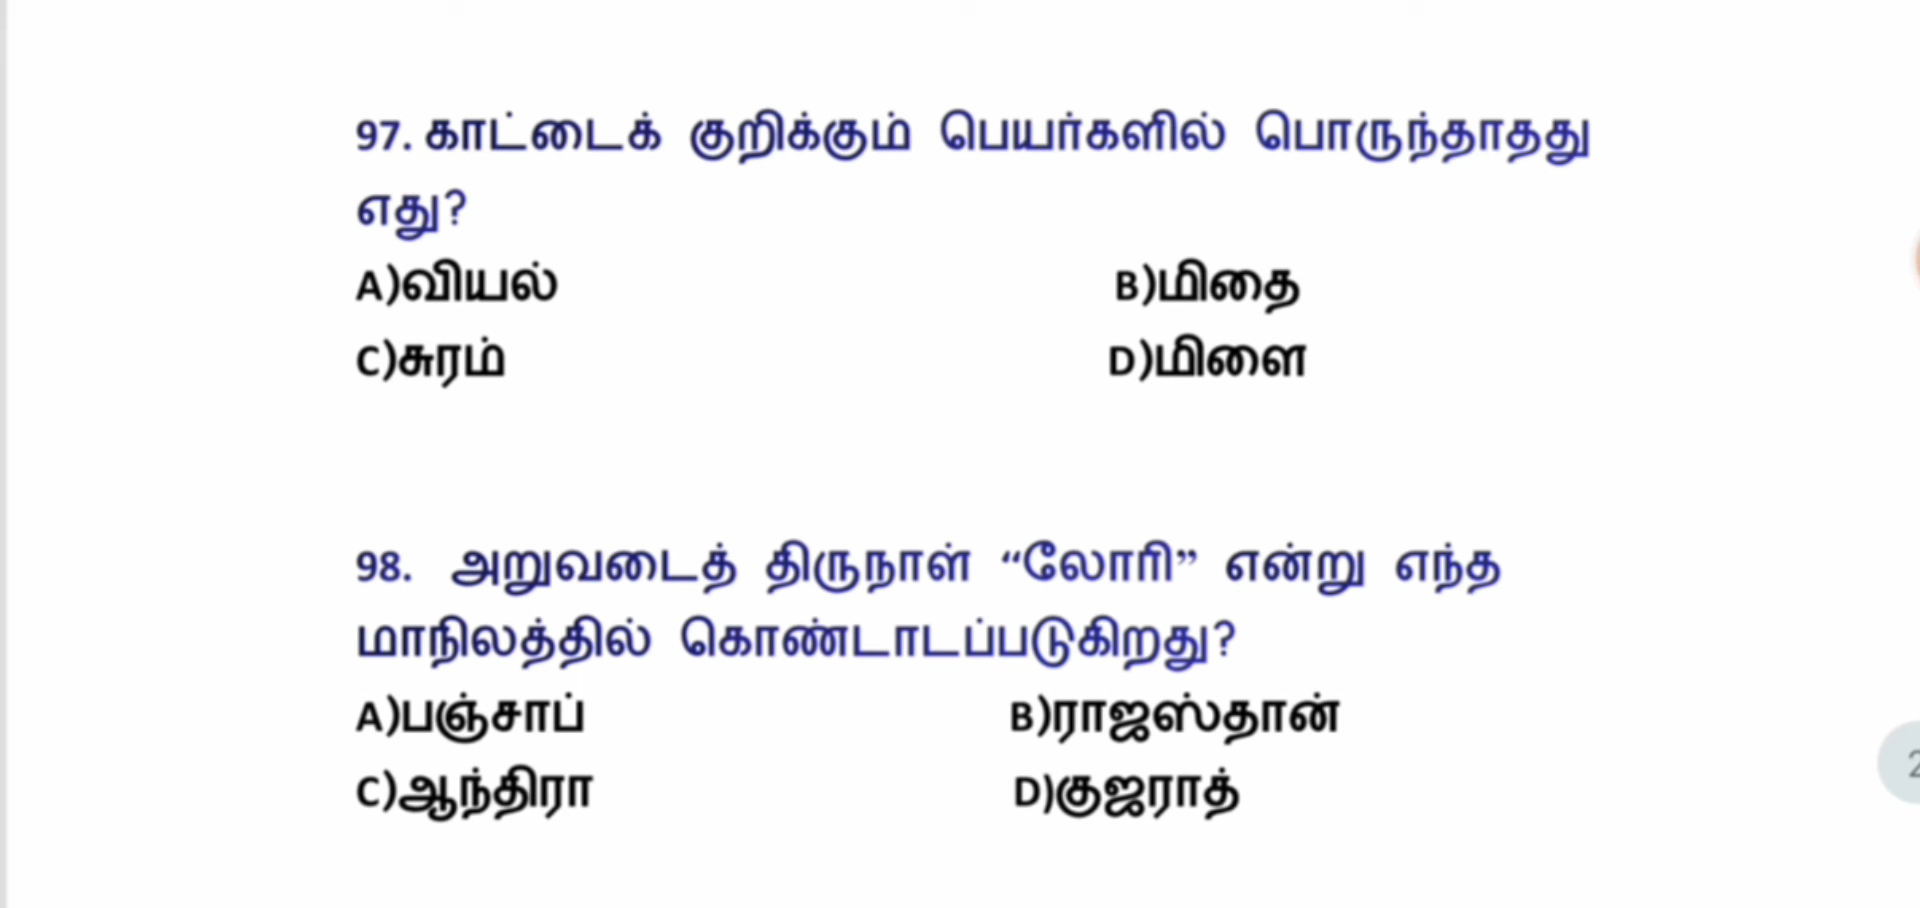 97. காட்டைக் குறிக்கும் பெயர்களில் பொருந்தாதது
எது?
A)வியல் B)மிதை
C)சுரம் D)மிளை
98. அறுவடைத் திருநாள் “லோரி” என்று எந்த
மாநிலத்தில் கொண்டாடப்படுகிறது?
A)பஞ்சாப் B)ராஜஸ்தான்
C)ஆந்திரா D)குஜராத்
2